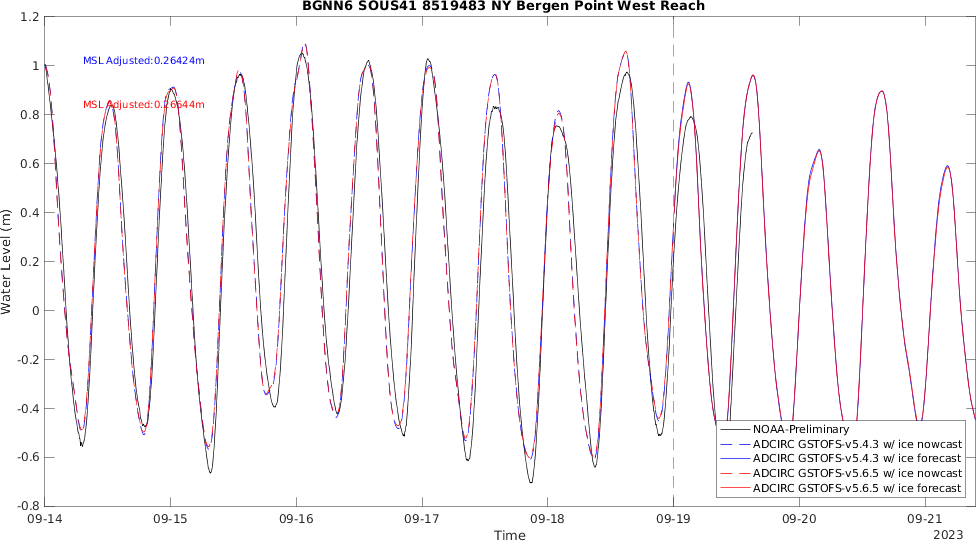 BGNN6 SOUS41 8519483 NY Bergen Point West Reach
1.2
1
0.8
0.6
0.4
0.2
0
-0.2
-0.4
-0.6
-0.8
Water Level (m)
MSL Adjusted:0.26424m
MSL Adjusted:0.26644m
NOAA-Preliminary
ADCIRC GSTOFS-v5.4.3 w/ ice nowcast
ADCIRC GSTOFS-v5.4.3 w/ ice forecast
ADCIRC GSTOFS-v5.6.5 w/ ice nowcast
ADCIRC GSTOFS-v5.6.5 w/ ice forecast
09-14 09-15 09-16 09-17 09-18 09-19 09-20 09-21
Time
2023